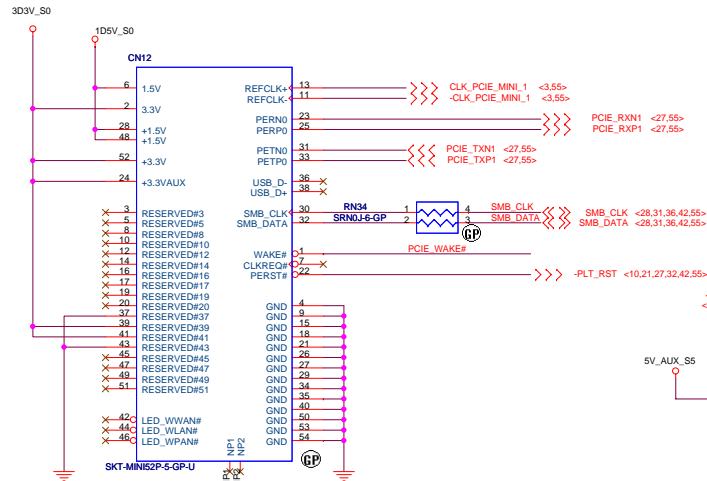 3D3V_S0
1D5V_S0
CN12
6 1.5V
2 3.3V
28 +1.5V
48 +1.5V
52 +3.3V
24 +3.3VAUX
3 RESERVED#3
5 RESERVED#5
8 RESERVED#8
10 RESERVED#10
12 RESERVED#12
14 RESERVED#14
16 RESERVED#16
17 RESERVED#17
19 RESERVED#19
20 RESERVED#20
37 RESERVED#37
39 RESERVED#39
41 RESERVED#41
43 RESERVED#43
45 RESERVED#45
47 RESERVED#47
49 RESERVED#49
51 RESERVED#51
42 LED_WWAN#
44 LED_WLAN#
46 LED_WPAN#
REFCLK+ 13 CLK_PCIE_MINI_1 <3,55>
REFCLK- 11 -CLK_PCIE_MINI_1 <3,55>
PERN0 23 PCIE_RXN1 <27,55>
PERP0 25 PCIE_RXP1 <27,55>
PETN0 31 PCIE_TXN1 <27,55>
PETP0 33 PCIE_TXP1 <27,55>
USB_D- 36
USB_D+ 38
RN34
SMB_CLK 30 1 4 SMB_CLK SMB_CLK <28,31,36,42,55>
SRN0J-6-GP
SMB_DATA 32 2 3 SMB_DATA SMB_DATA <28,31,36,42,55>
GP
WAKE# 1 PCIE_WAKE#
CLKREQ# 7
PERST# 22 -PLT_RST <10,21,27,32,42,55>
<
GND 4
GND 9
GND 15
GND 18
GND 21
GND 26
GND 27
GND 29
GND 34
GND 35
GND 40
GND 50
GND 53
GND 54
NP1
NP2
P1
P2
GP
SKT-MINI52P-5-GP-U
5V_AUX_S5